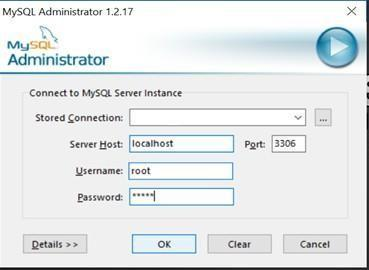 MySQL Administrator 1.2.17
MySQL
Administrator
Connect to MySQL Server Instance
Stored Connection:
...
Server Host: localhost Port: 3306
Username: root
Password: *****
Details >> OK Clear Cancel